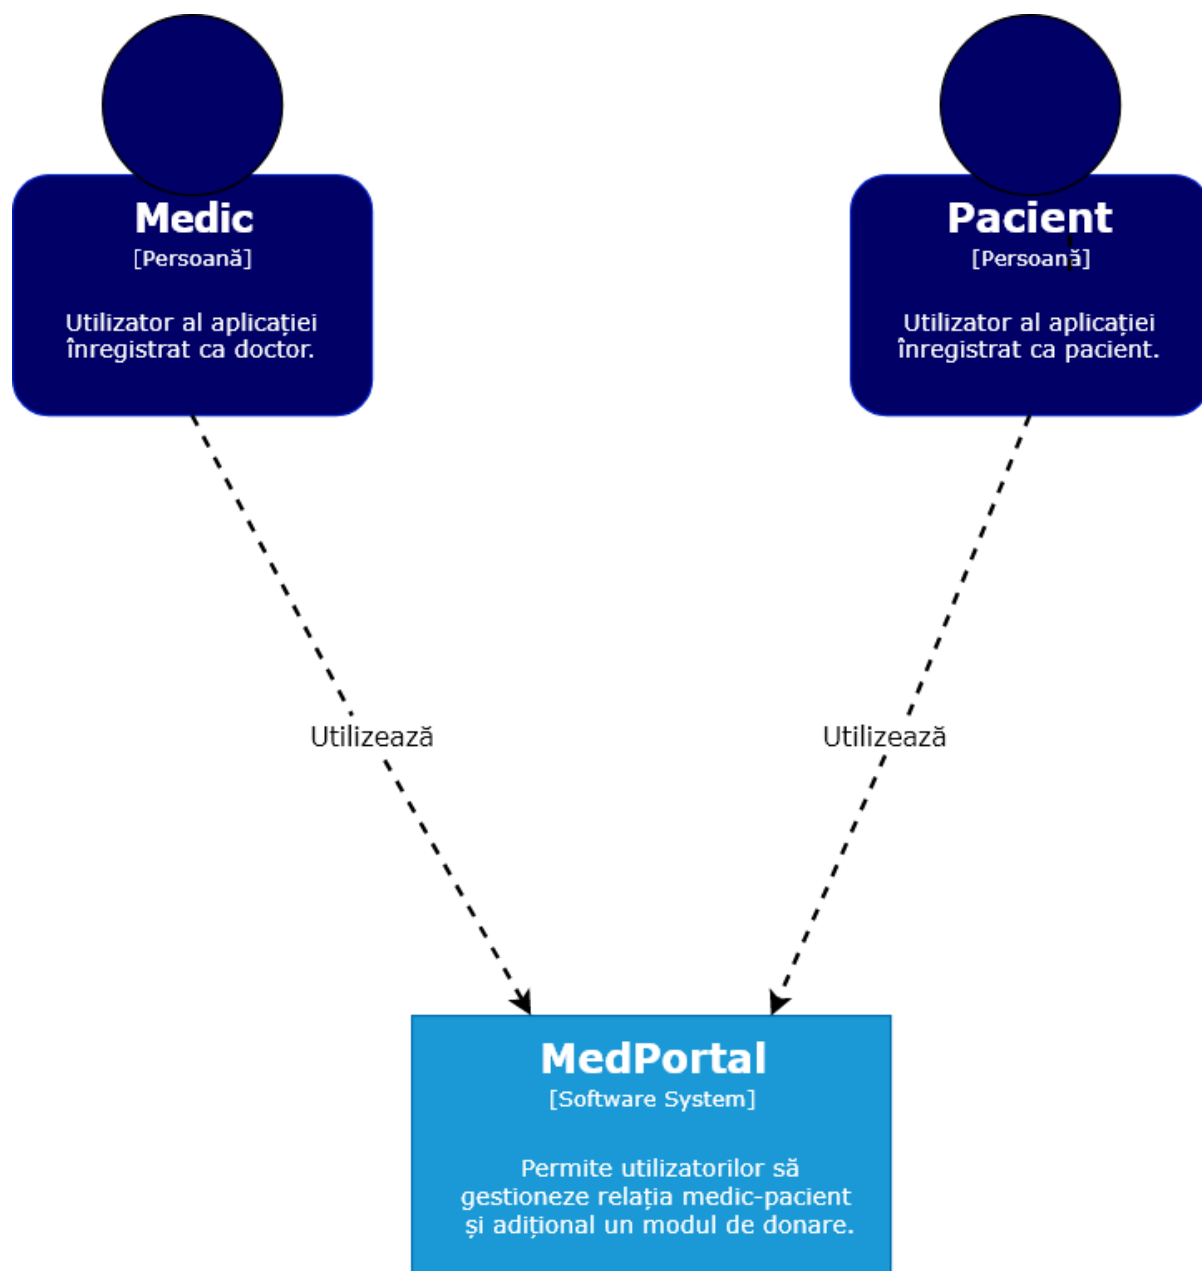 Medic
[Persoană]
Utilizator al aplicației
înregistrat ca doctor.
Pacient
[Persoană]
Utilizator al aplicației
înregistrat ca pacient.
Utilizează
Utilizează
MedPortal
[Software System]
Permite utilizatorilor să
gestioneze relația medic-pacient
și adițional un modul de donare.